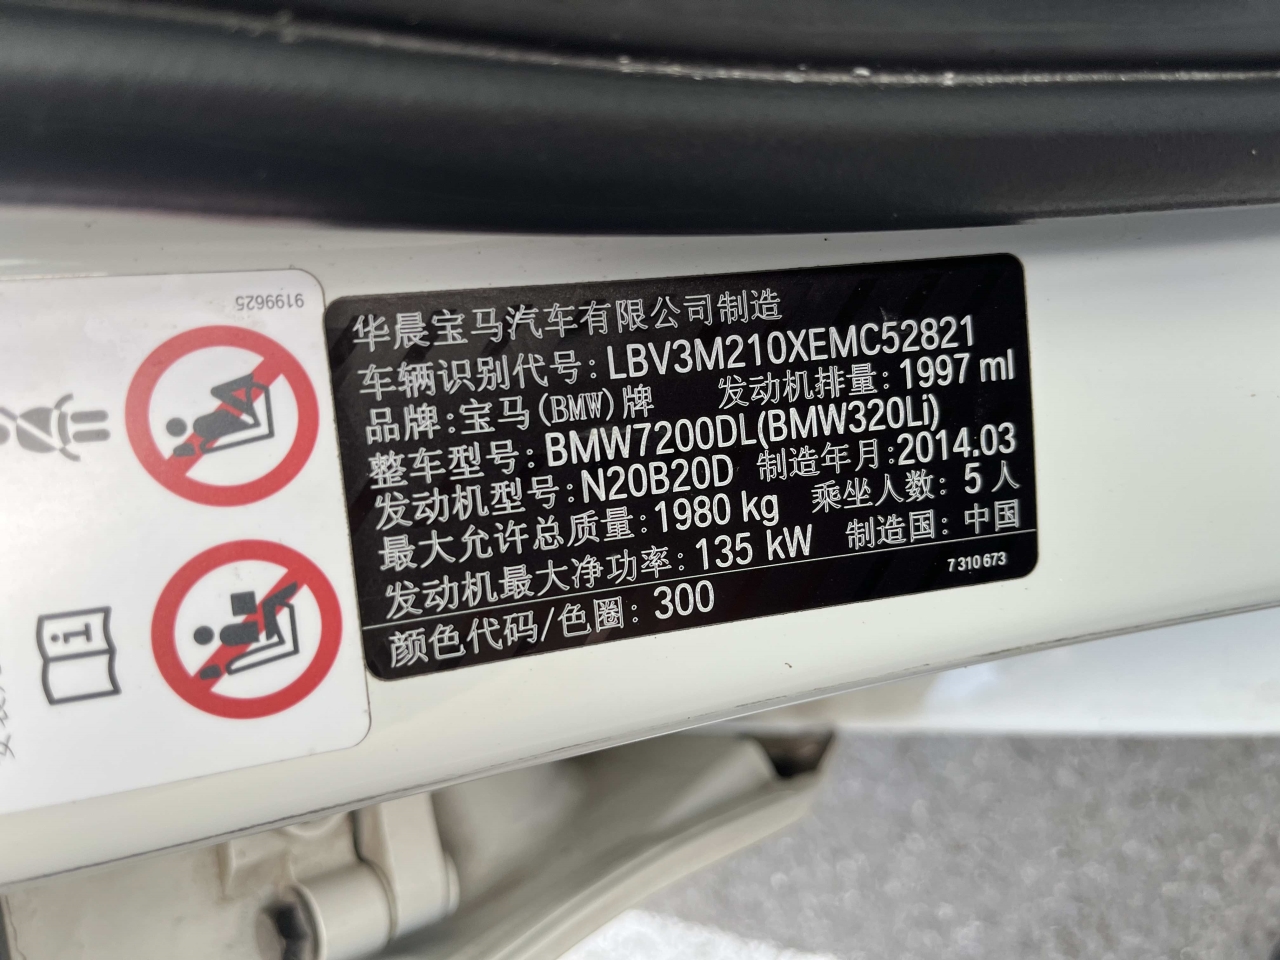 9199625
华晨宝马汽车有限公司制造
车辆识别代号: LBV3M210XEMC52821
品牌:宝马(BMW)牌 发动机排量: 1997 ml
整车型号: BMW7200DL(BMW320Li)
发动机型号: N20B20D 制造年月:2014.03
最大允许总质量: 1980 kg 乘坐人数: 5 人
发动机最大净功率: 135 kW 制造国: 中国
7 310 673
颜色代码/色圈: 300